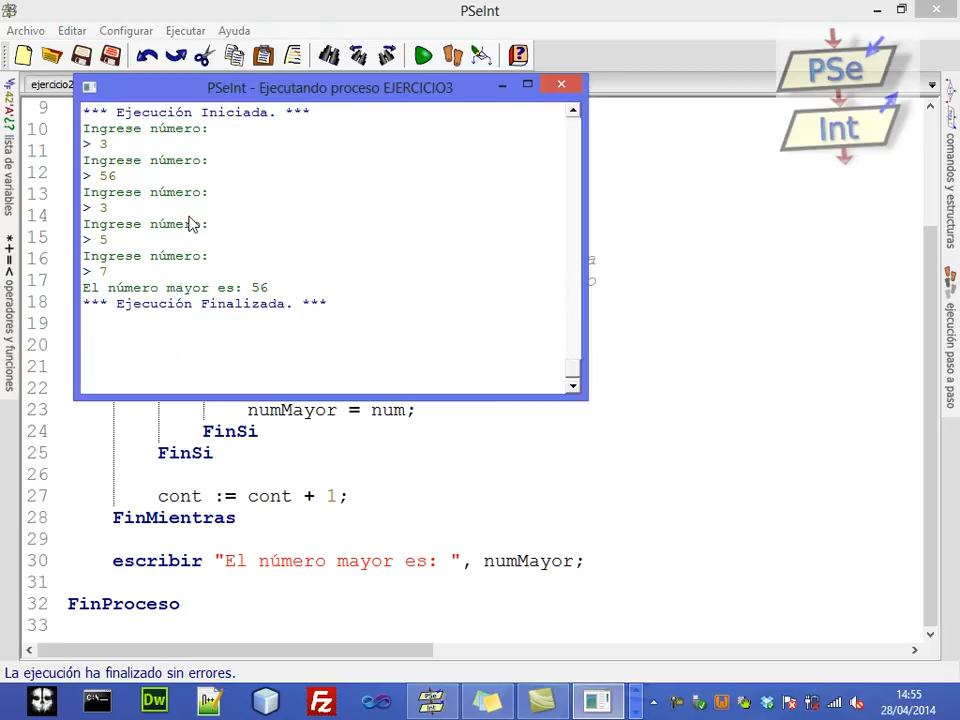 PSeInt
Archivo Editar Configurar Ejecutar Ayuda
PSe
Int
ejercicio2
PSeInt - Ejecutando proceso EJERCICIO3
*** Ejecución Iniciada. ***
Ingrese número:
> 3
Ingrese número:
> 56
Ingrese número:
> 3
Ingrese número:
> 5
Ingrese número:
> 7
El número mayor es: 56
*** Ejecución Finalizada. ***
lista de variables
*+=< operadores y funciones
comandos y estructuras
ejecución paso a paso
9
10
11
12
13
14
15
16 a
17 o
18
19
20
21
22
23 numMayor = num;
24 FinSi
25 FinSi
26
27 cont := cont + 1;
28 FinMientras
29
30 escribir "El número mayor es: ", numMayor;
31
32 FinProceso
33
La ejecución ha finalizado sin errores.
Dw
Fz
PSe
Int
14:55
28/04/2014